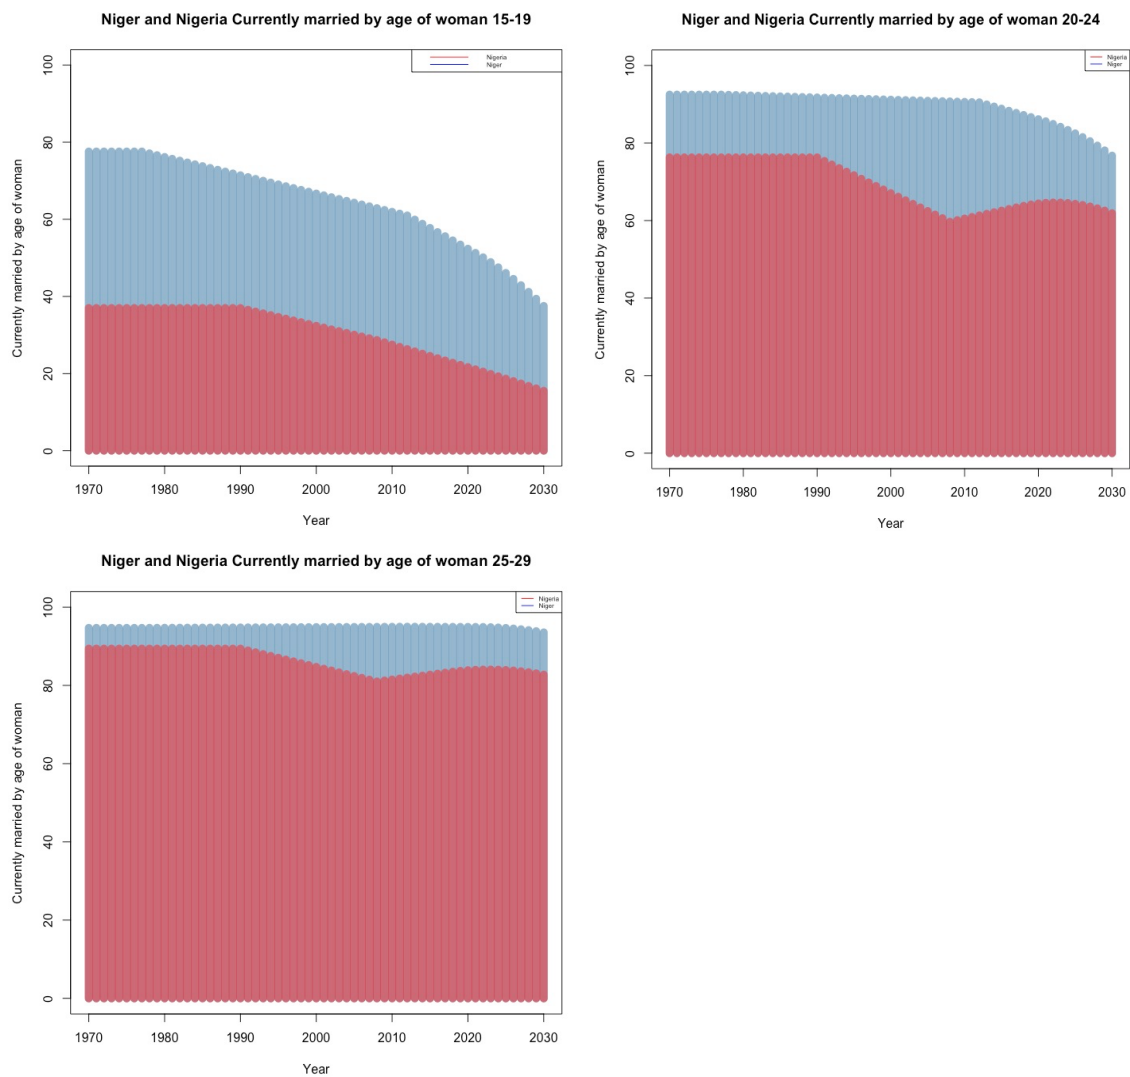 Niger and Nigeria Currently married by age of woman 15-19
Nigeria
Niger
Currently married by age of woman
100
80
60
40
20
0
1970 1980 1990 2000 2010 2020 2030
Year
Niger and Nigeria Currently married by age of woman 20-24
Nigeria
Niger
Currently married by age of woman
100
80
60
40
20
0
1970 1980 1990 2000 2010 2020 2030
Year
Niger and Nigeria Currently married by age of woman 25-29
Nigeria
Niger
Currently married by age of woman
100
80
60
40
20
0
1970 1980 1990 2000 2010 2020 2030
Year